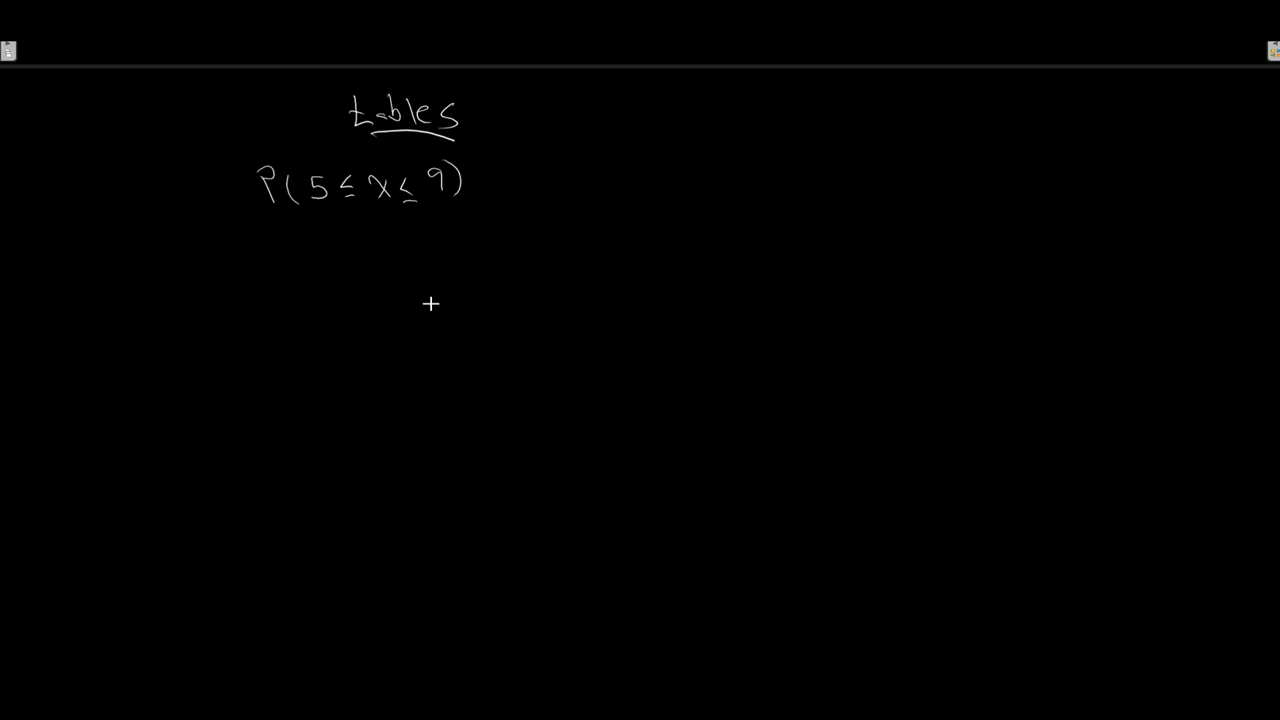 tables
P(5 ≤ x ≤ 9)